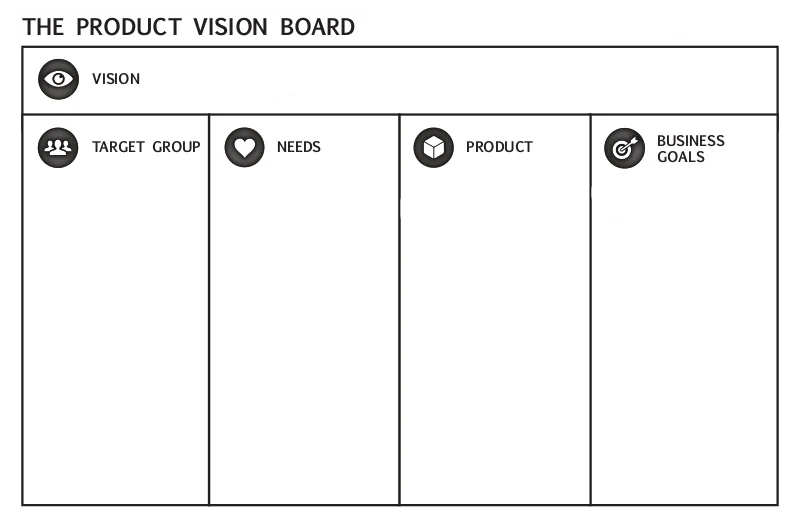 THE PRODUCT VISION BOARD
VISION
TARGET GROUP
NEEDS
PRODUCT
BUSINESS
GOALS